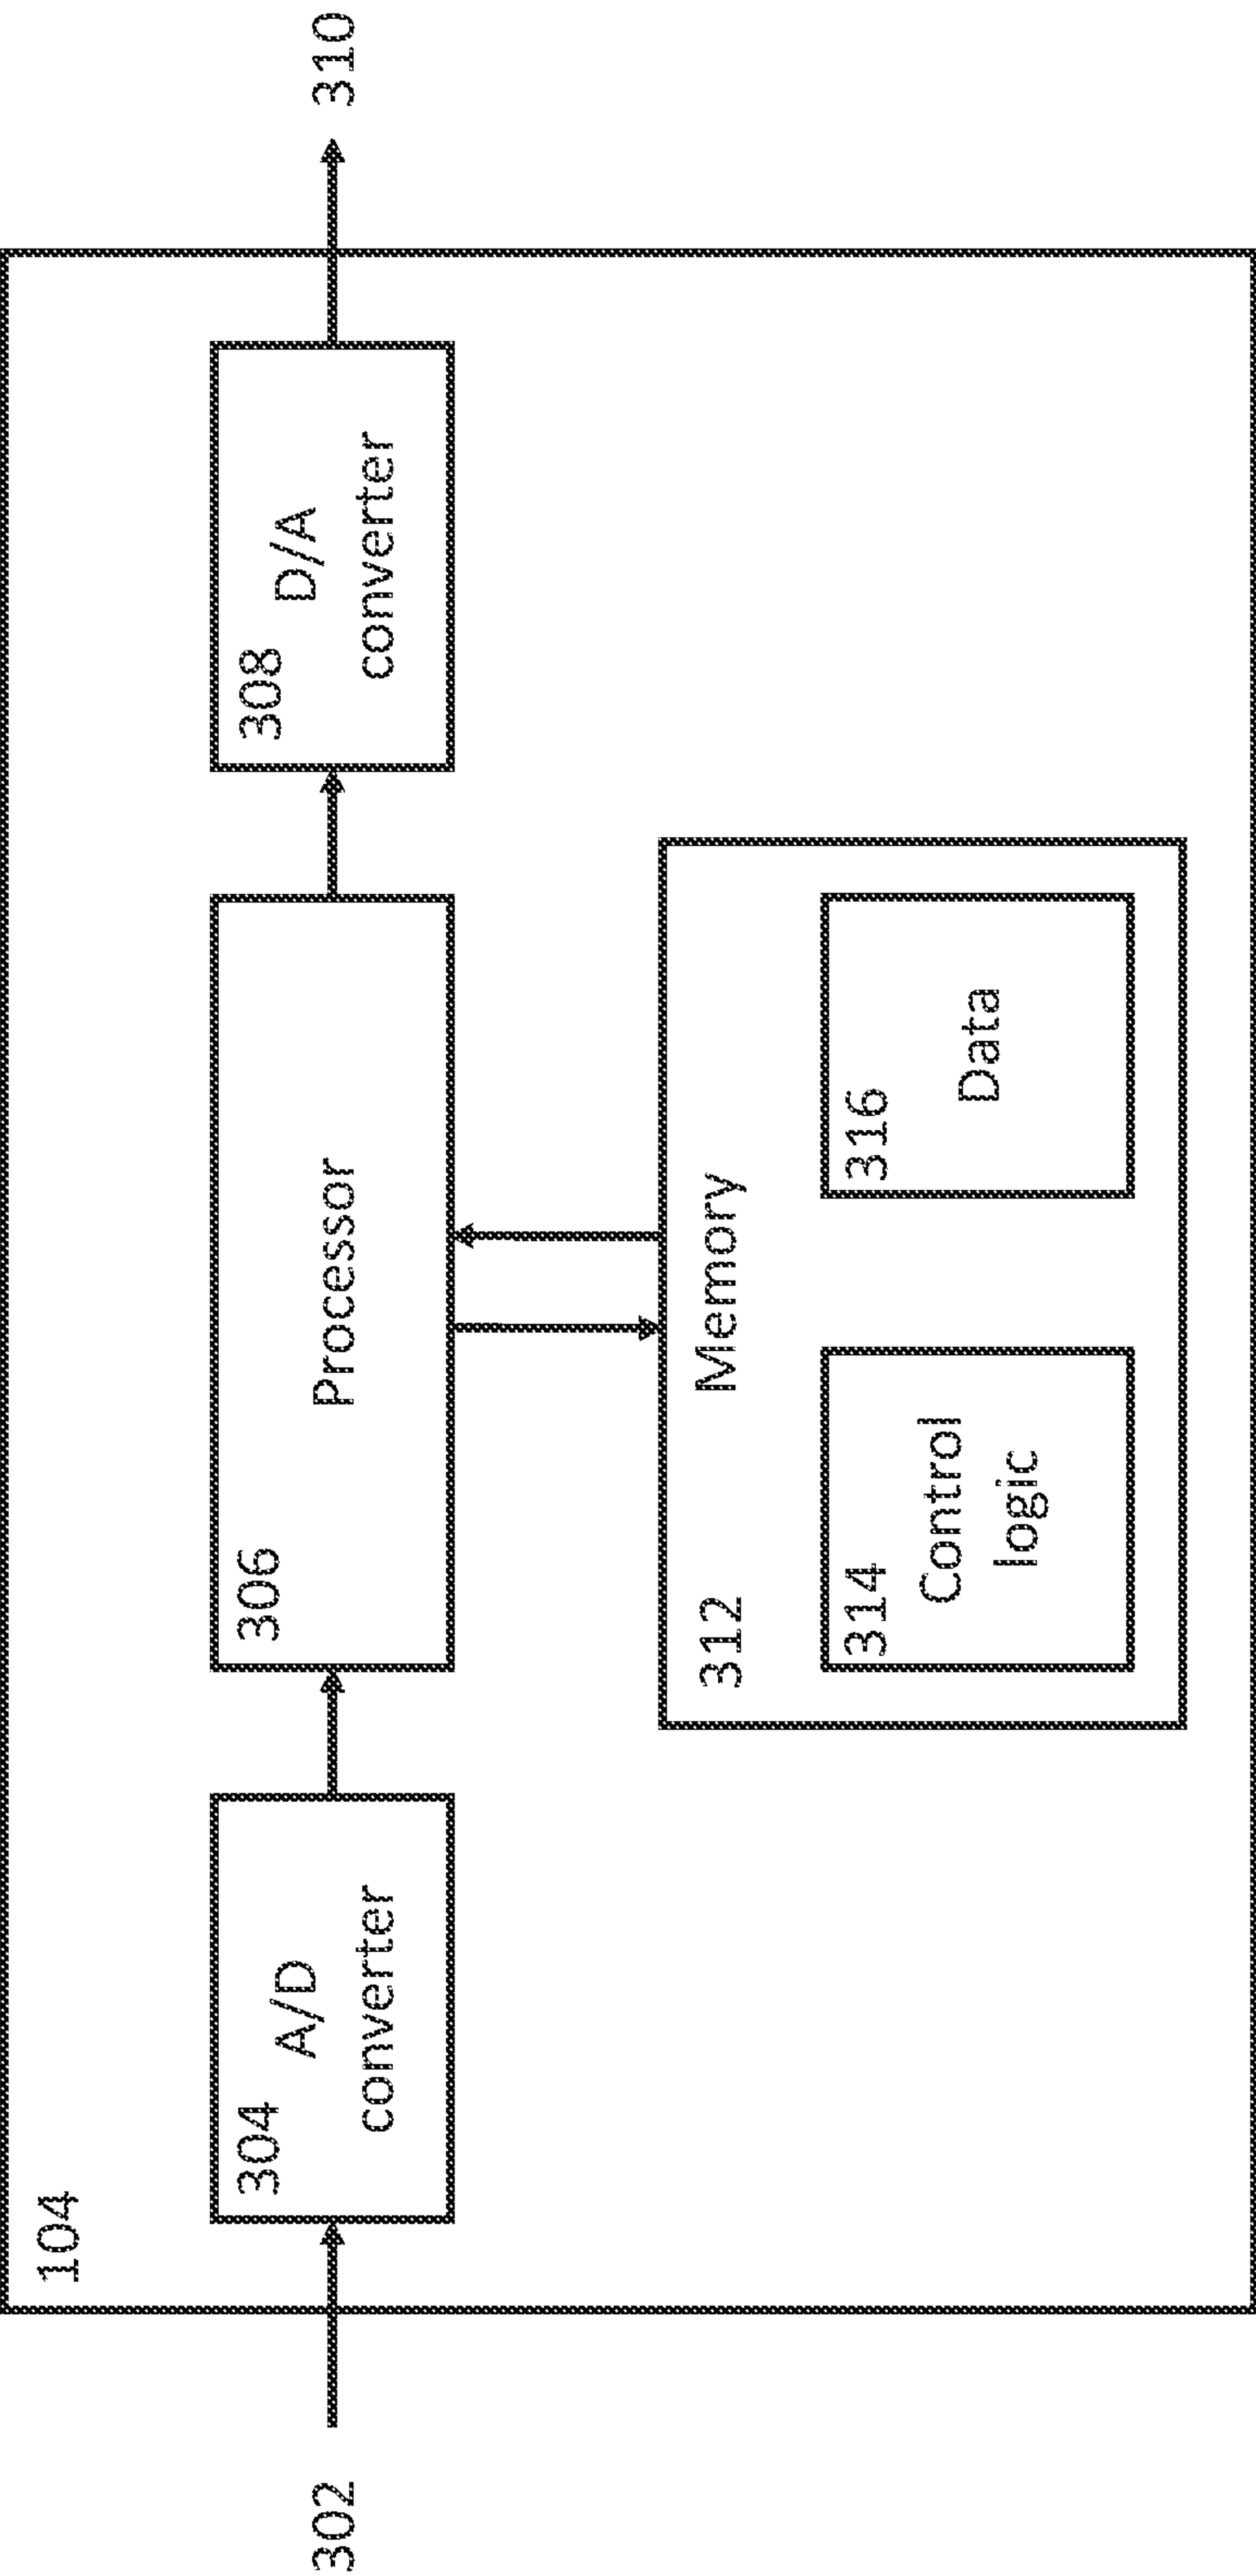 104
302
304
A/D
converter
306
Processor
308
D/A
converter
310
312
Memory
314
Control
logic
316
Data